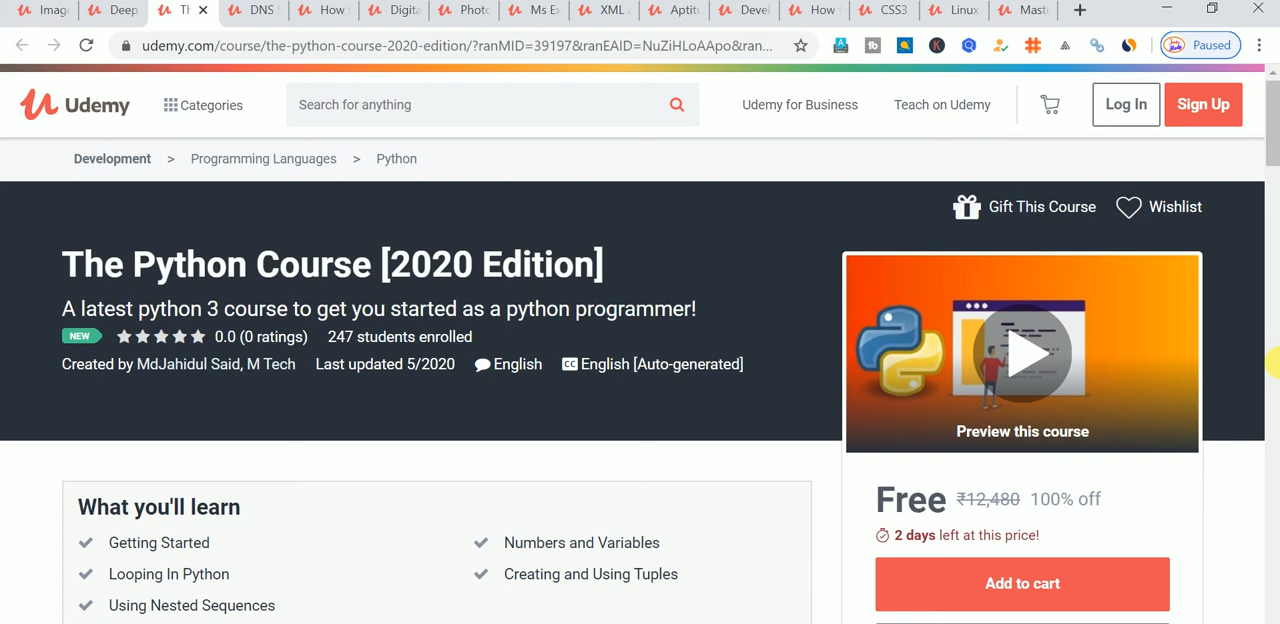 Imag Deep Th DNS How Digita Photo Ms Ex XML Aptitu Devel How CSS3 Linux Maste
udemy.com/course/the-python-course-2020-edition/?ranMID=39197&ranEAID=NuZiHLoAApo&ran... Paused
Udemy Categories Search for anything Udemy for Business Teach on Udemy Log In Sign Up
Development > Programming Languages > Python
Gift This Course Wishlist
The Python Course [2020 Edition]
A latest python 3 course to get you started as a python programmer!
NEW 0.0 (0 ratings) 247 students enrolled
Created by MdJahidul Said, M Tech Last updated 5/2020 English CC English [Auto-generated]
Preview this course
What you'll learn
Getting Started Numbers and Variables
Looping In Python Creating and Using Tuples
Using Nested Sequences
Free ₹12,480 100% off
2 days left at this price!
Add to cart